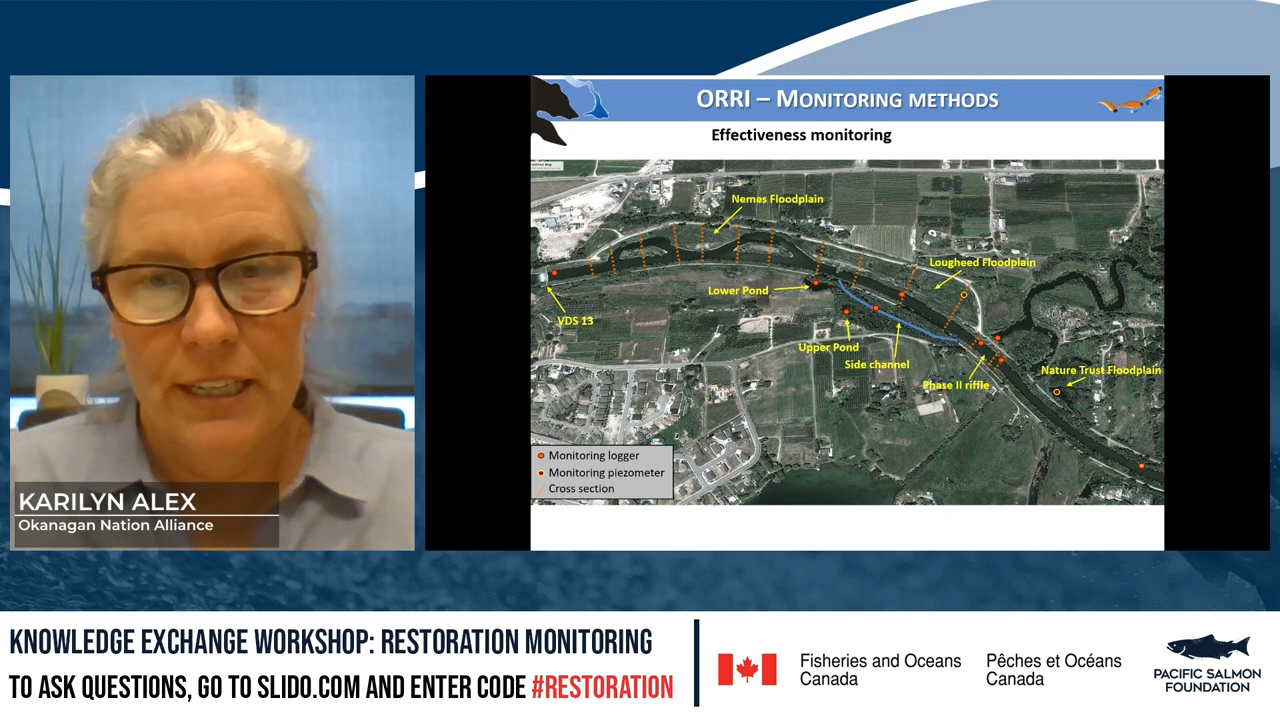 ORRI – MONITORING METHODS
Effectiveness monitoring
Nemes Floodplain
Lougheed Floodplain
Lower Pond
VDS 13
Upper Pond
Side channel
Nature Trust Floodplain
Phase II riffle
Monitoring logger
Monitoring piezometer
Cross section
KARILYN ALEX
Okanagan Nation Alliance
KNOWLEDGE EXCHANGE WORKSHOP: RESTORATION MONITORING
TO ASK QUESTIONS, GO TO SLIDO.COM AND ENTER CODE #RESTORATION
Fisheries and Oceans
Canada
Pêches et Océans
Canada
PACIFIC SALMON
FOUNDATION